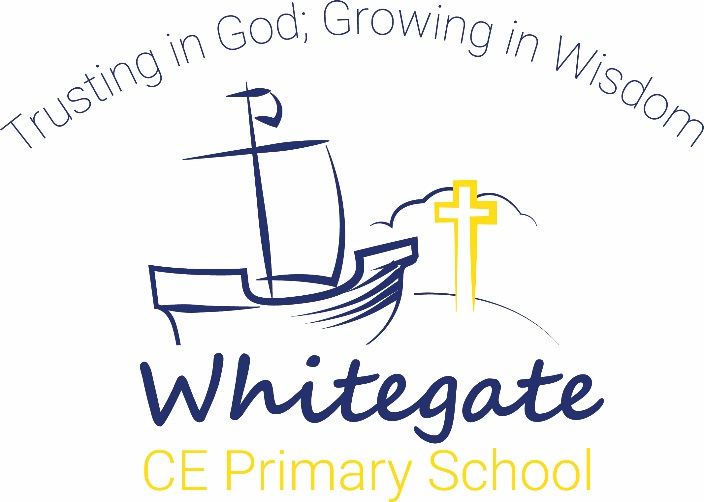 Trusting in God; Growing in Wisdom
Whitegate
CE Primary School